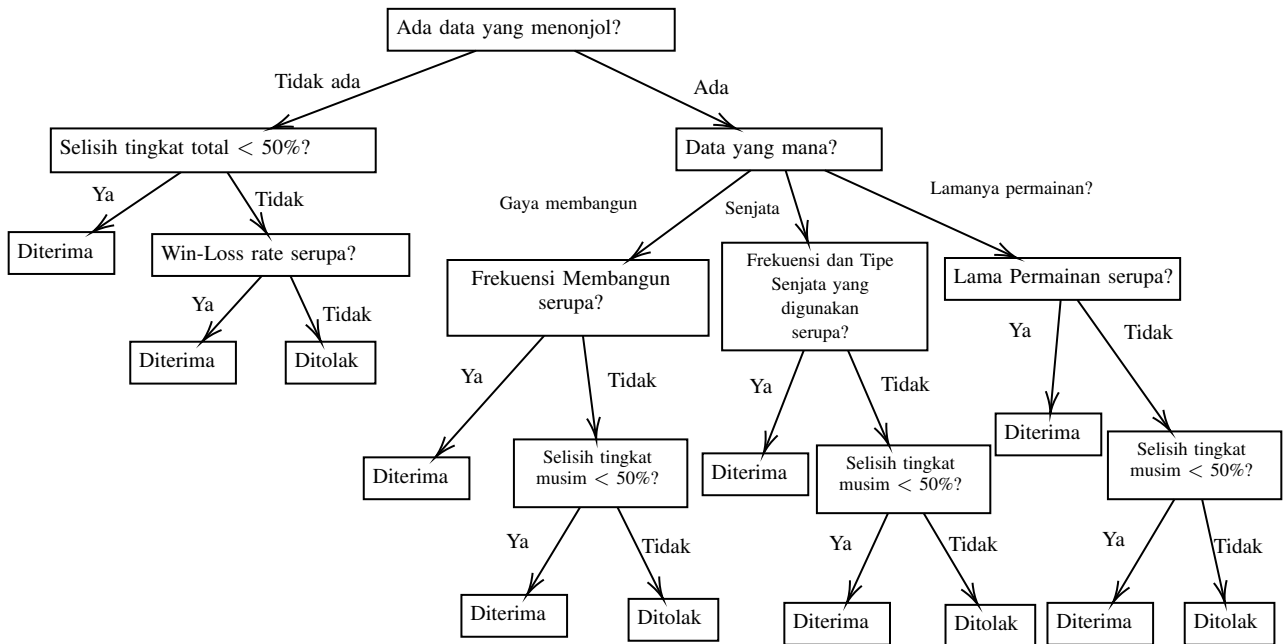 Ada data yang menonjol?
Tidak ada
Ada
Selisih tingkat total < 50%?
Data yang mana?
Ya
Tidak
Gaya membangun
Senjata
Lamanya permainan?
Diterima
Win-Loss rate serupa?
Frekuensi Membangun
serupa?
Frekuensi dan Tipe
Senjata yang
digunakan
serupa?
Lama Permainan serupa?
Ya
Tidak
Diterima
Ditolak
Ya
Tidak
Ya
Tidak
Ya
Tidak
Diterima
Selisih tingkat
musim < 50%?
Diterima
Selisih tingkat
musim < 50%?
Diterima
Selisih tingkat
musim < 50%?
Ya
Tidak
Ya
Tidak
Ya
Tidak
Diterima
Ditolak
Diterima
Ditolak
Diterima
Ditolak